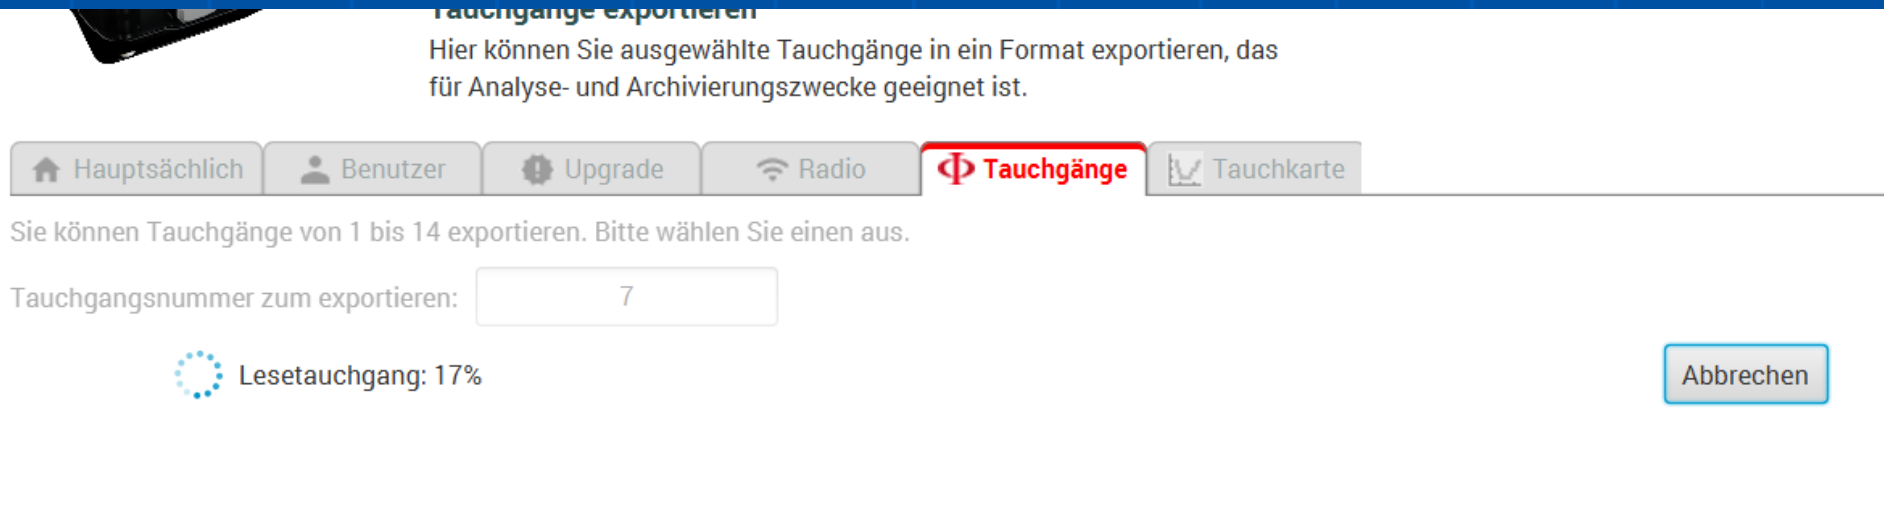 Tauchgänge exportieren
Hier können Sie ausgewählte Tauchgänge in ein Format exportieren, das
für Analyse- und Archivierungszwecke geeignet ist.
Hauptsächlich Benutzer Upgrade Radio Tauchgänge Tauchkarte
Sie können Tauchgänge von 1 bis 14 exportieren. Bitte wählen Sie einen aus.
Tauchgangsnummer zum exportieren: 7
Lesetauchgang: 17% Abbrechen